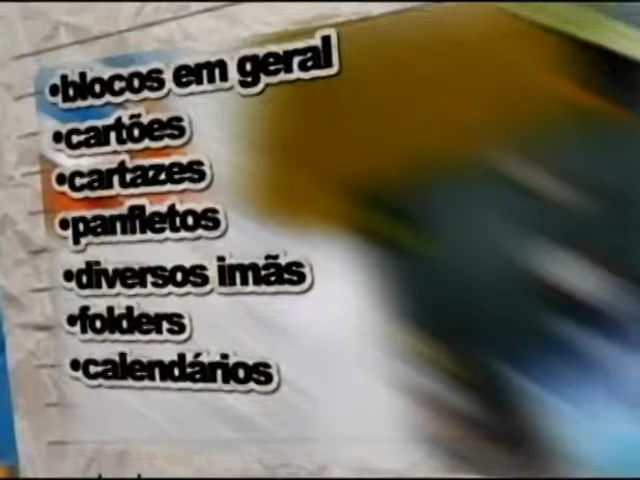 •blocos em geral
•cartões
•cartazes
•panfletos
•diversos imãs
•folders
•calendários